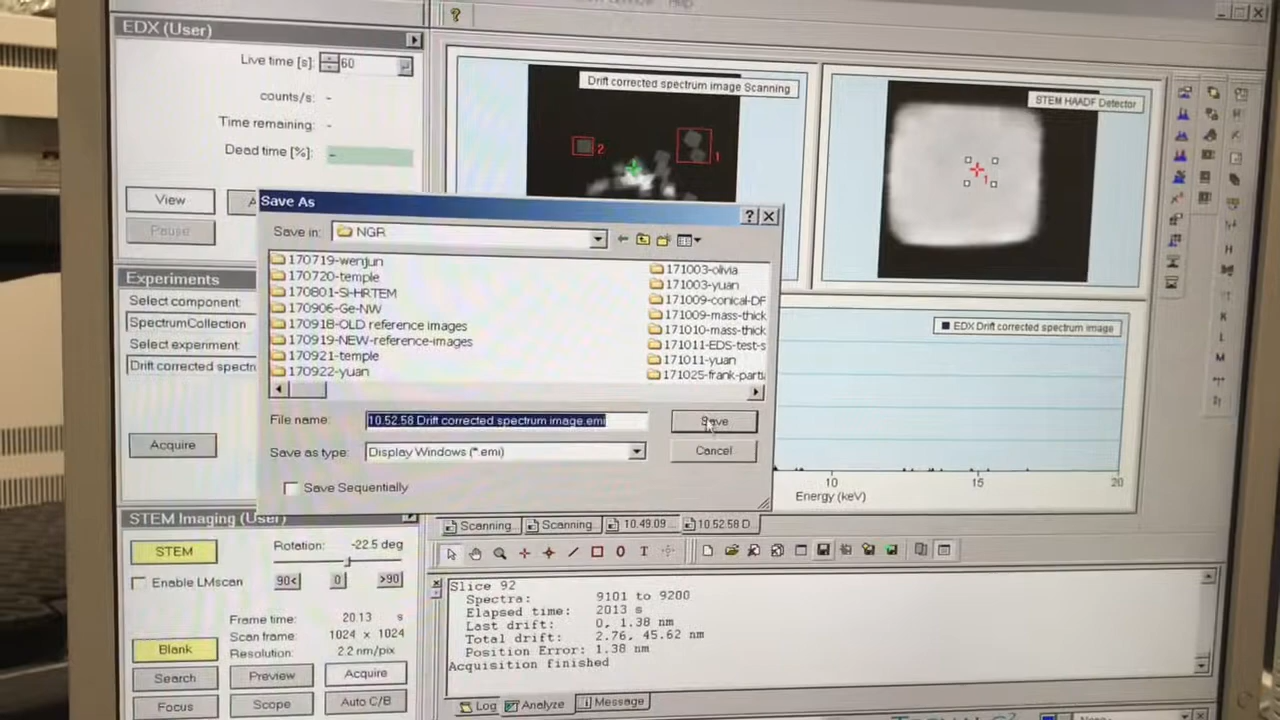 Help
?
EDX (User)
Live time [s]:
60
counts/s: -
Time remaining: -
Dead time [%]: -
View
Pause
Drift corrected spectrum image Scanning
2
1
STEM HAADF Detector
1
Save As
Save in:
NGR
170719-wenjun
170720-temple
170801-Si-HRTEM
170906-Ge-NW
170918-OLD reference images
170919-NEW-reference-images
170921-temple
170922-yuan
171003-olivia
171003-yuan
171009-conical-DF
171009-mass-thick
171010-mass-thick
171011-EDS-test-s
171011-yuan
171025-frank-parti
File name:
10.52.58 Drift corrected spectrum image.emi
Save
Save as type:
Display Windows (*.emi)
Cancel
Save Sequentially
Experiments
Select component
SpectrumCollection
Select experiment
Drift corrected spectr
Acquire
EDX Drift corrected spectrum image
10
15
20
Energy (keV)
STEM Imaging (User)
STEM
Rotation: -22.5 deg
Enable LMscan
90<
0
>90
Frame time: 20.13 s
Scan frame: 1024 x 1024
Resolution: 2.2 nm/pix
Blank
Search
Preview
Acquire
Focus
Scope
Auto C/B
Scanning...
Scanning
10.49.09 ...
10.52.58 D...
Slice 92
Spectra: 9101 to 9200
Elapsed time: 2013 s
Last drift: 0, 1.38 nm
Total drift: 2.76, 45.62 nm
Position Error: 1.38 nm
Acquisition finished
Log
Analyze
Message